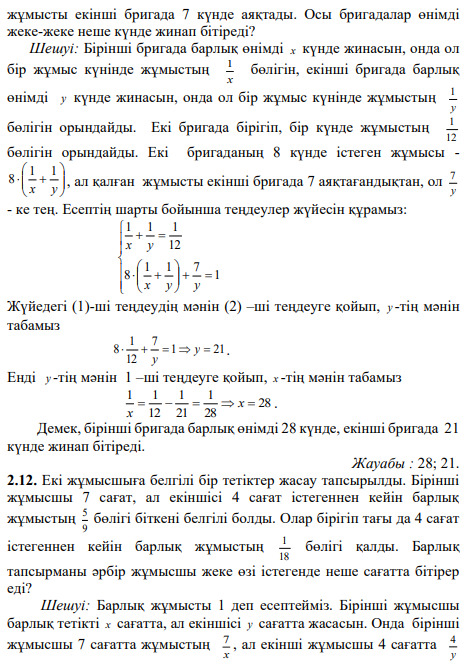 жұмысты екінші бригада 7 күнде аяқтады. Осы бригадалар өнімді
жеке-жеке неше күнде жинап бітіреді?
Шешуі: Бірінші бригада барлық өнімді x күнде жинасын, онда ол
бір жұмыс күнінде жұмыстың 1/x бөлігін, екінші бригада барлық
өнімді y күнде жинасын, онда ол бір жұмыс күнінде жұмыстың 1/y
бөлігін орындайды. Екі бригада бірігіп, бір күнде жұмыстың 1/12
бөлігін орындайды. Екі бригаданың 8 күнде істеген жұмысы -
8·(1/x + 1/y), ал қалған жұмысты екінші бригада 7 аяқтағандықтан, ол 7/y
- ке тең. Есептің шарты бойынша теңдеулер жүйесін құрамыз:
{ 1/x + 1/y = 1/12
8·(1/x + 1/y) + 7/y = 1
Жүйедегі (1)-ші теңдеудің мәнін (2) –ші теңдеуге қойып, y -тің мәнін
табамыз
8·1/12 + 7/y = 1 ⇒ y = 21 .
Енді y -тің мәнін 1 –ші теңдеуге қойып, x -тің мәнін табамыз
1/x = 1/12 − 1/21 = 1/28 ⇒ x = 28 .
Демек, бірінші бригада барлық өнімді 28 күнде, екінші бригада 21
күнде жинап бітіреді.
Жауабы : 28; 21.
2.12. Екі жұмысшыға белгілі бір тетіктер жасау тапсырылды. Бірінші
жұмысшы 7 сағат, ал екіншісі 4 сағат істегеннен кейін барлық
жұмыстың 5/9 бөлігі біткені белгілі болды. Олар бірігіп тағы да 4 сағат
істегеннен кейін барлық жұмыстың 1/18 бөлігі қалды. Барлық
тапсырманы әрбір жұмысшы жеке өзі істегенде неше сағатта бітірер
еді?
Шешуі: Барлық жұмысты 1 деп есептейміз. Бірінші жұмысшы
барлық тетікті x сағатта, ал екіншісі y сағатта жасасын. Онда бірінші
жұмысшы 7 сағатта жұмыстың 7/x , ал екінші жұмысшы 4 сағатта 4/y